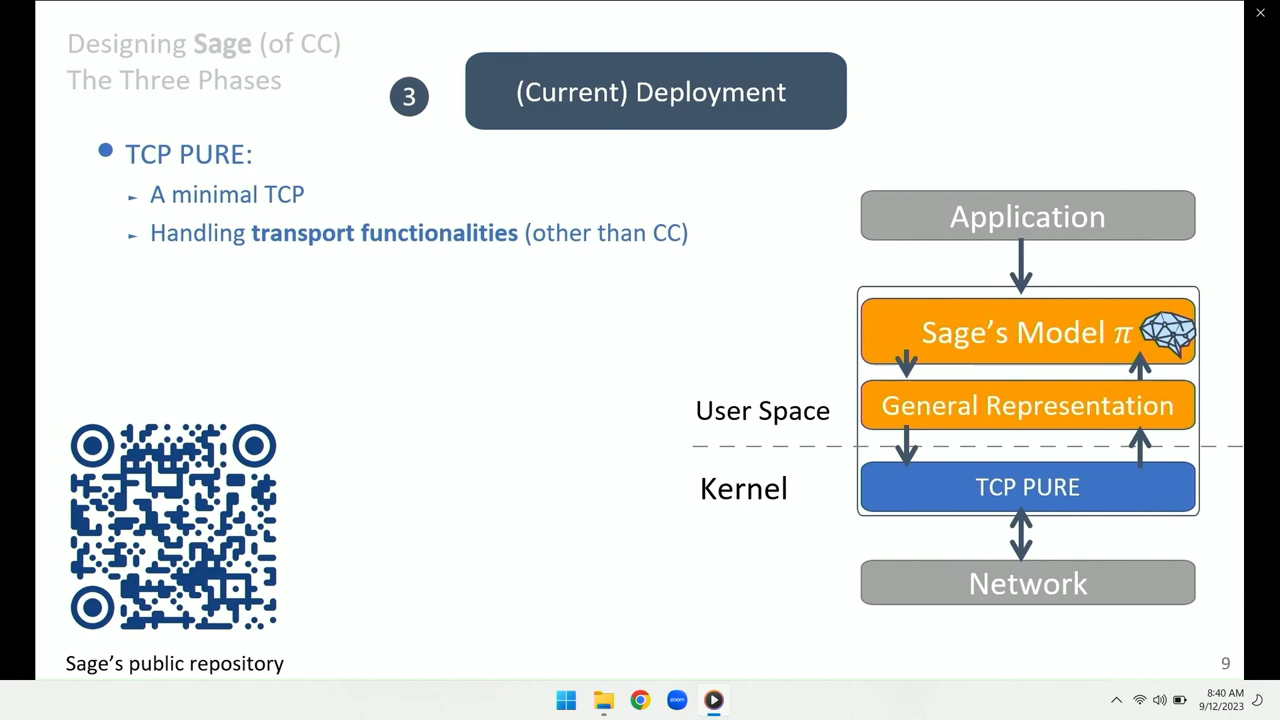 Designing Sage (of CC)
The Three Phases
3
(Current) Deployment
TCP PURE:
A minimal TCP
Handling transport functionalities (other than CC)
Application
Sage's Model π
General Representation
User Space
Kernel
TCP PURE
Network
Sage's public repository
9
zoom
8:40 AM
9/12/2023